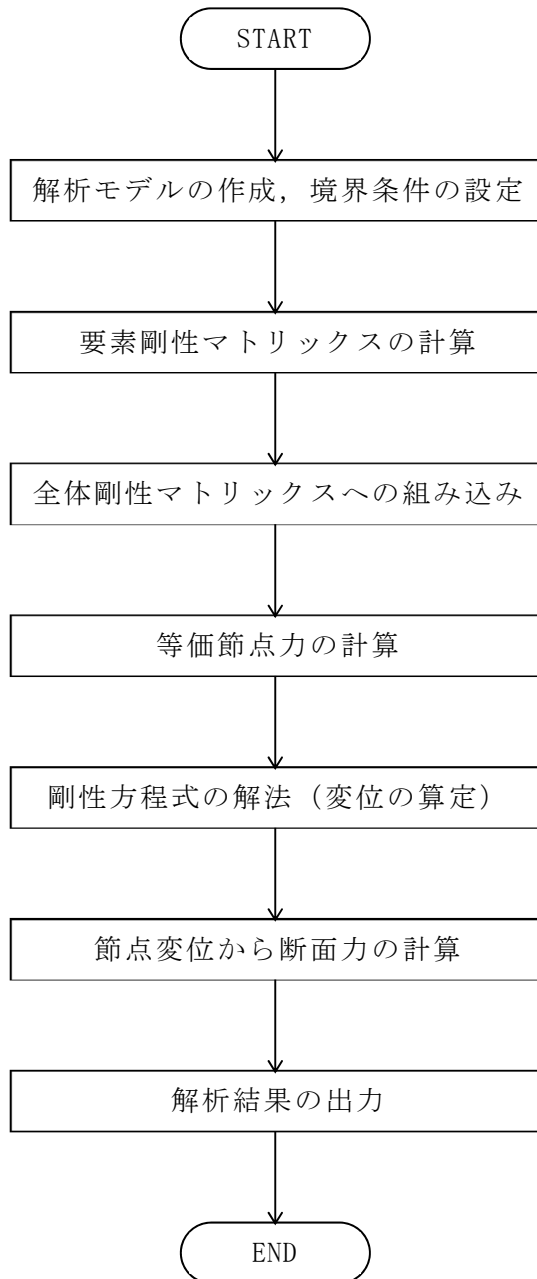 START
解析モデルの作成，境界条件の設定
要素剛性マトリックスの計算
全体剛性マトリックスへの組み込み
等価節点力の計算
剛性方程式の解法（変位の算定）
節点変位から断面力の計算
解析結果の出力
END